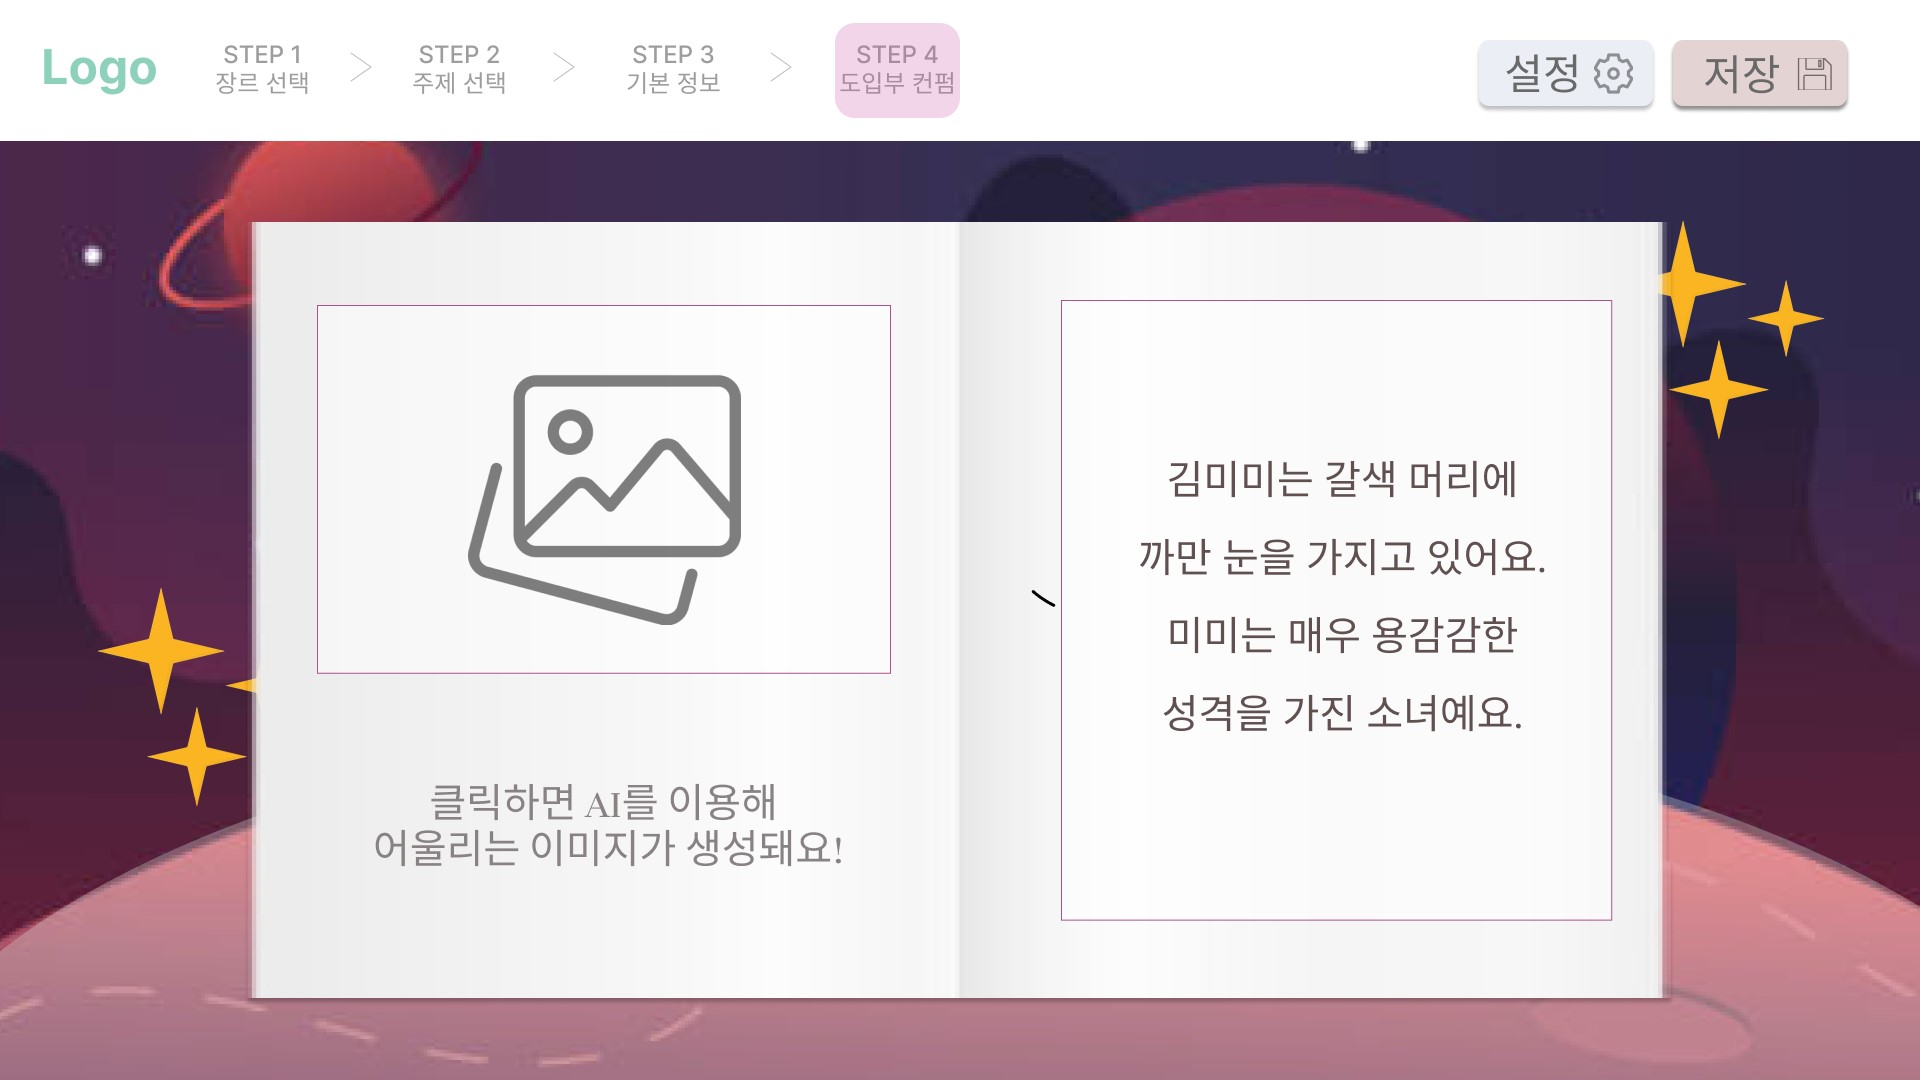 Logo
STEP 1
장르 선택
STEP 2
주제 선택
STEP 3
기본 정보
STEP 4
도입부 컨펌
설정
저장
클릭하면 AI를 이용해
어울리는 이미지가 생성돼요!
김미미는 갈색 머리에
까만 눈을 가지고 있어요.
미미는 매우 용감감한
성격을 가진 소녀예요.